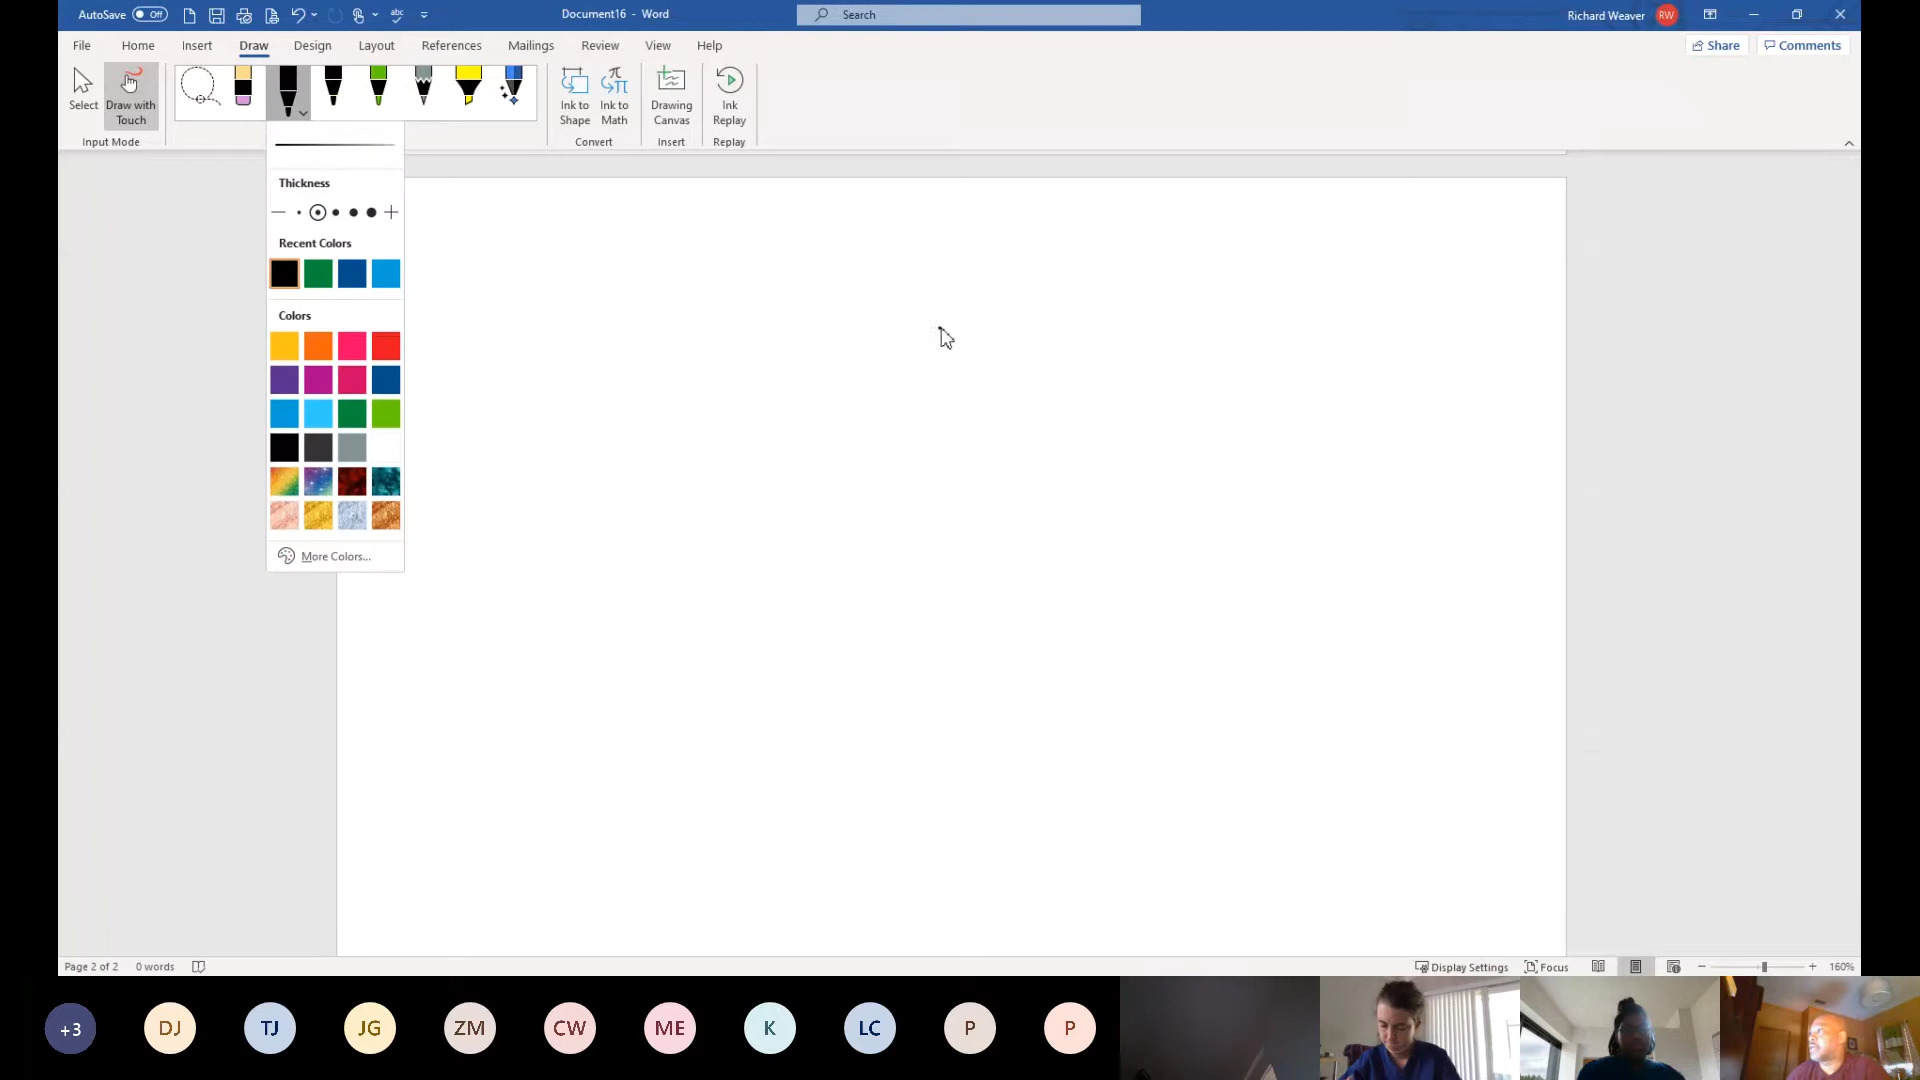 AutoSave Off abc Document16 - Word Search Richard Weaver RW
File Home Insert Draw Design Layout References Mailings Review View Help Share Comments
Select Draw with Touch Ink to Shape Ink to Math Drawing Canvas Ink Replay
Input Mode Convert Insert Replay
Thickness
Recent Colors
Colors
More Colors...
Page 2 of 2 0 words Display Settings Focus 160%
+3 DJ TJ JG ZM CW ME K LC P P